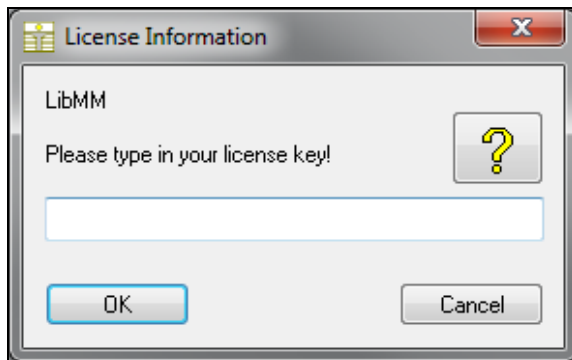 License Information
LibMM
Please type in your license key!
?
OK
Cancel